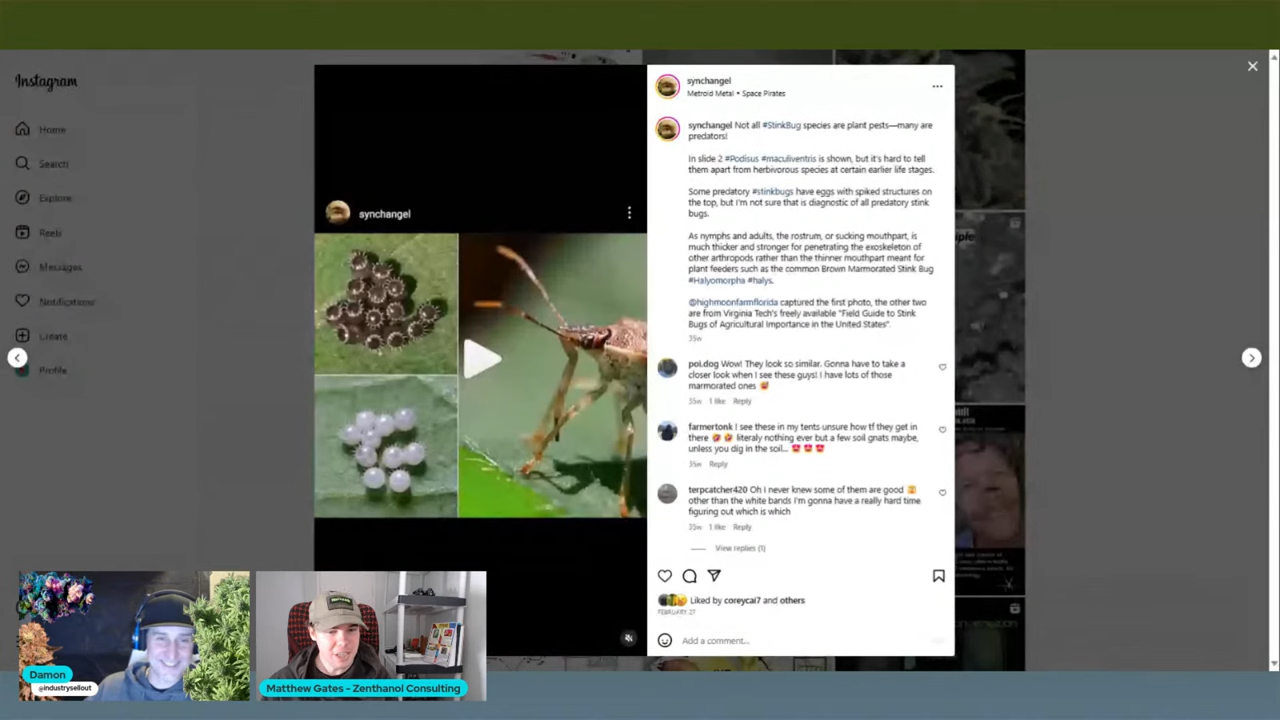 Instagram
Home
Search
Explore
Reels
Messages
Notifications
Create
Profile
synchangel
synchangel
Metroid Metal • Space Pirates
synchangel Not all #StinkBug species are plant pests—many are
predators!
In slide 2 #Podisus #maculiventris is shown, but it's hard to tell
them apart from herbivorous species at certain earlier life stages.
Some predatory #stinkbugs have eggs with spiked structures on
the top, but I'm not sure that is diagnostic of all predatory stink
bugs.
As nymphs and adults, the rostrum, or sucking mouthpart, is
much thicker and stronger for penetrating the exoskeleton of
other arthropods rather than the thinner mouthpart meant for
plant feeders such as the common Brown Marmorated Stink Bug
#Halyomorpha #halys.
@highmoonfarmflorida captured the first photo, the other two
are from Virginia Tech's freely available "Field Guide to Stink
Bugs of Agricultural Importance in the United States".
35w
poi.dog Wow! They look so similar. Gonna have to take a
closer look when I see these guys! I have lots of those
marmorated ones
35w 1 like Reply
farmertonk I see these in my tents unsure how tf they get in
there literaly nothing ever but a few soil gnats maybe,
unless you dig in the soil...
35w Reply
terpcatcher420 Oh I never knew some of them are good
other than the white bands I'm gonna have a really hard time
figuring out which is which
35w 1 like Reply
View replies (1)
Liked by coreycai7 and others
FEBRUARY 27
Add a comment...
Damon
@industrysellout
Matthew Gates - Zenthanol Consulting